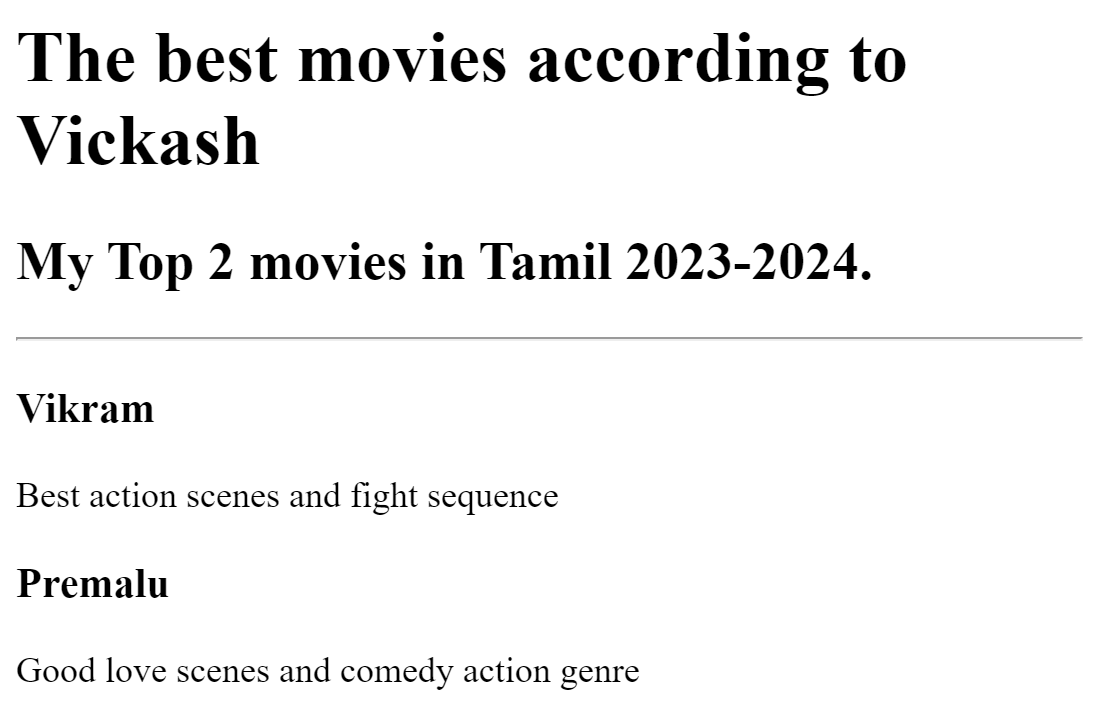 The best movies according to
Vickash
My Top 2 movies in Tamil 2023-2024.
Vikram
Best action scenes and fight sequence
Premalu
Good love scenes and comedy action genre